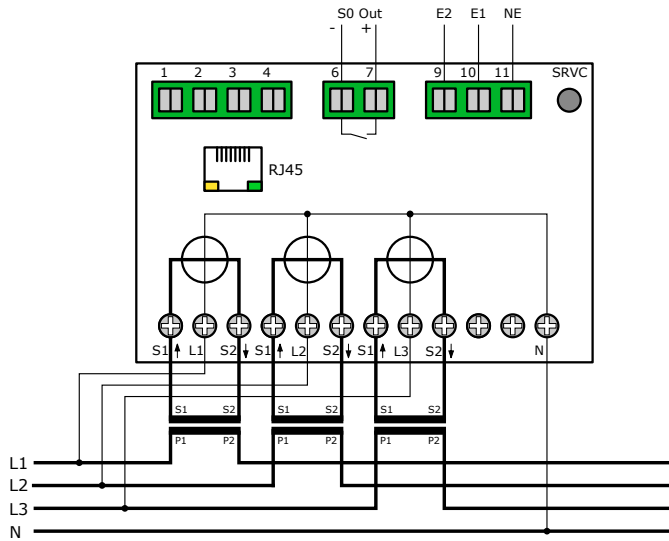 S0 Out E2 E1 NE
- +
1 2 3 4 6 7 9 10 11 SRVC
RJ45
S1 L1 S2 S1 L2 S2 S1 L3 S2 N
S1 S2 S1 S2 S1 S2
P1 P2 P1 P2 P1 P2
L1
L2
L3
N